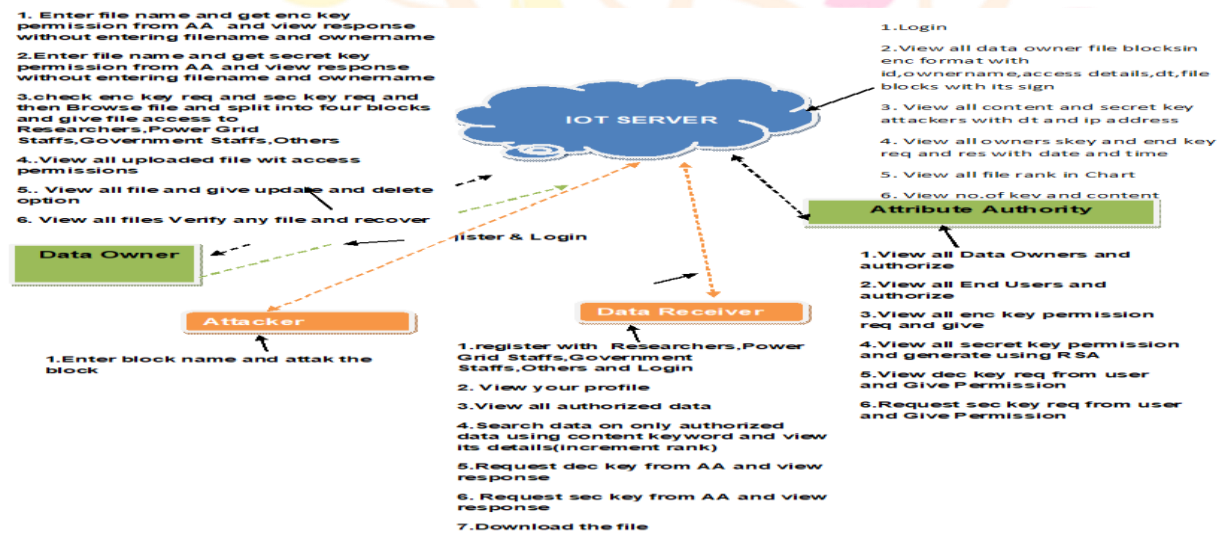 1. Enter file name and get enc key
permission from AA and view response
without entering filename and ownername
2.Enter file name and get secret key
permission from AA and view response
without entering filename and ownername
3.check enc key req and sec key req and
then Browse file and split into four blocks
and give file access to
Researchers,Power Grid
Staffs,Government Staffs,Others
4..View all uploaded file wit access
permissions
5.. View all file and give update and delete
option
6. View all files Verify any file and recover
Data Owner
IOT SERVER
1.Login
2.View all data owner file blocksin
enc format with
id,ownername,access details,dt,file
blocks with its sign
3. View all content and secret key
attackers with dt and ip address
4. View all owners skey and end key
req and res with date and time
5. View all file rank in Chart
6. View no.of key and content
Attribute Authority
1.View all Data Owners and
authorize
2.View all End Users and
authorize
3.View all enc key permission
req and give
4.View all secret key permission
and generate using RSA
5.View dec key req from user
and Give Permission
6.Request sec key req from user
and Give Permission
gister & Login
Attacker
1.Enter block name and attak the
block
Data Receiver
1.register with Researchers,Power
Grid Staffs,Government
Staffs,Others and Login
2. View your profile
3.View all authorized data
4.Search data on only authorized
data using content keyword and view
its details(increment rank)
5.Request dec key from AA and view
response
6. Request sec key from AA and view
response
7.Download the file